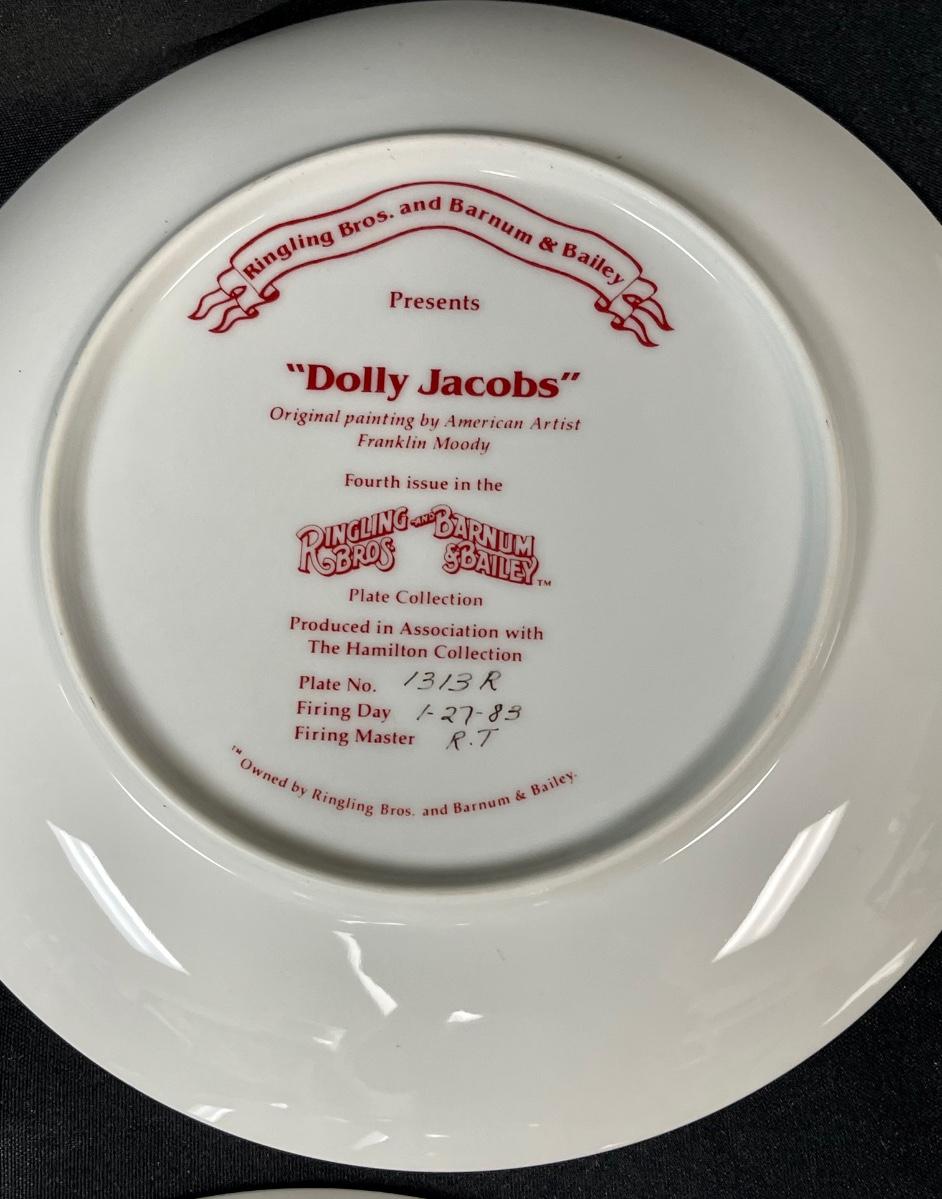 Ringling Bros. and Barnum & Bailey
Presents
"Dolly Jacobs"
Original painting by American Artist
Franklin Moody
Fourth issue in the
RINGLING BROS AND BARNUM & BAILEY™
Plate Collection
Produced in Association with
The Hamilton Collection
Plate No. 1313 R
Firing Day 1-27-83
Firing Master R.T
™ Owned by Ringling Bros. and Barnum & Bailey.